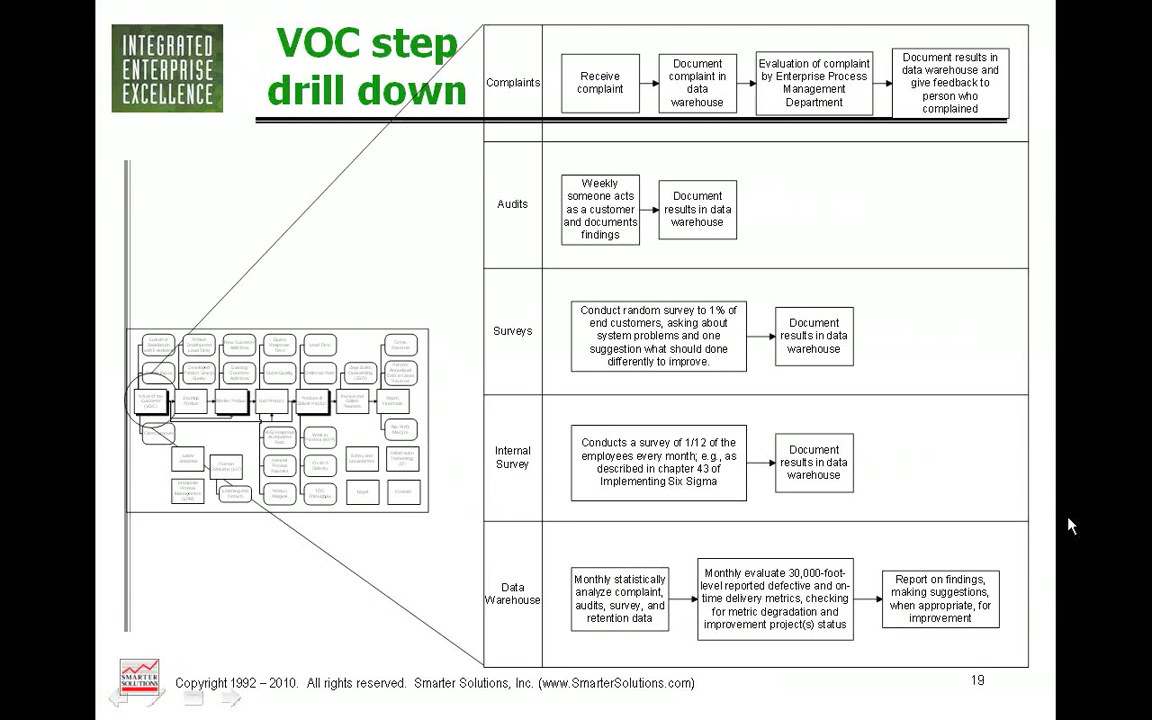 INTEGRATED
ENTERPRISE
EXCELLENCE
VOC step
drill down
Complaints
Receive
complaint
Document
complaint in
data
warehouse
Evaluation of complaint
by Enterprise Process
Management
Department
Document results in
data warehouse and
give feedback to
person who
complained
Audits
Weekly
someone acts
as a customer
and documents
findings
Document
results in data
warehouse
Surveys
Conduct random survey to 1% of
end customers, asking about
system problems and one
suggestion what should done
differently to improve.
Document
results in data
warehouse
Internal
Survey
Conducts a survey of 1/12 of the
employees every month; e.g., as
described in chapter 43 of
Implementing Six Sigma
Document
results in data
warehouse
Data
Warehouse
Monthly statistically
analyze complaint,
audits, survey, and
retention data
Monthly evaluate 30,000-foot-
level reported defective and on-
time delivery metrics, checking
for metric degradation and
improvement project(s) status
Report on findings,
making suggestions,
when appropriate, for
improvement
SMARTER
SOLUTIONS
Copyright 1992 – 2010. All rights reserved. Smarter Solutions, Inc. (www.SmarterSolutions.com)
19